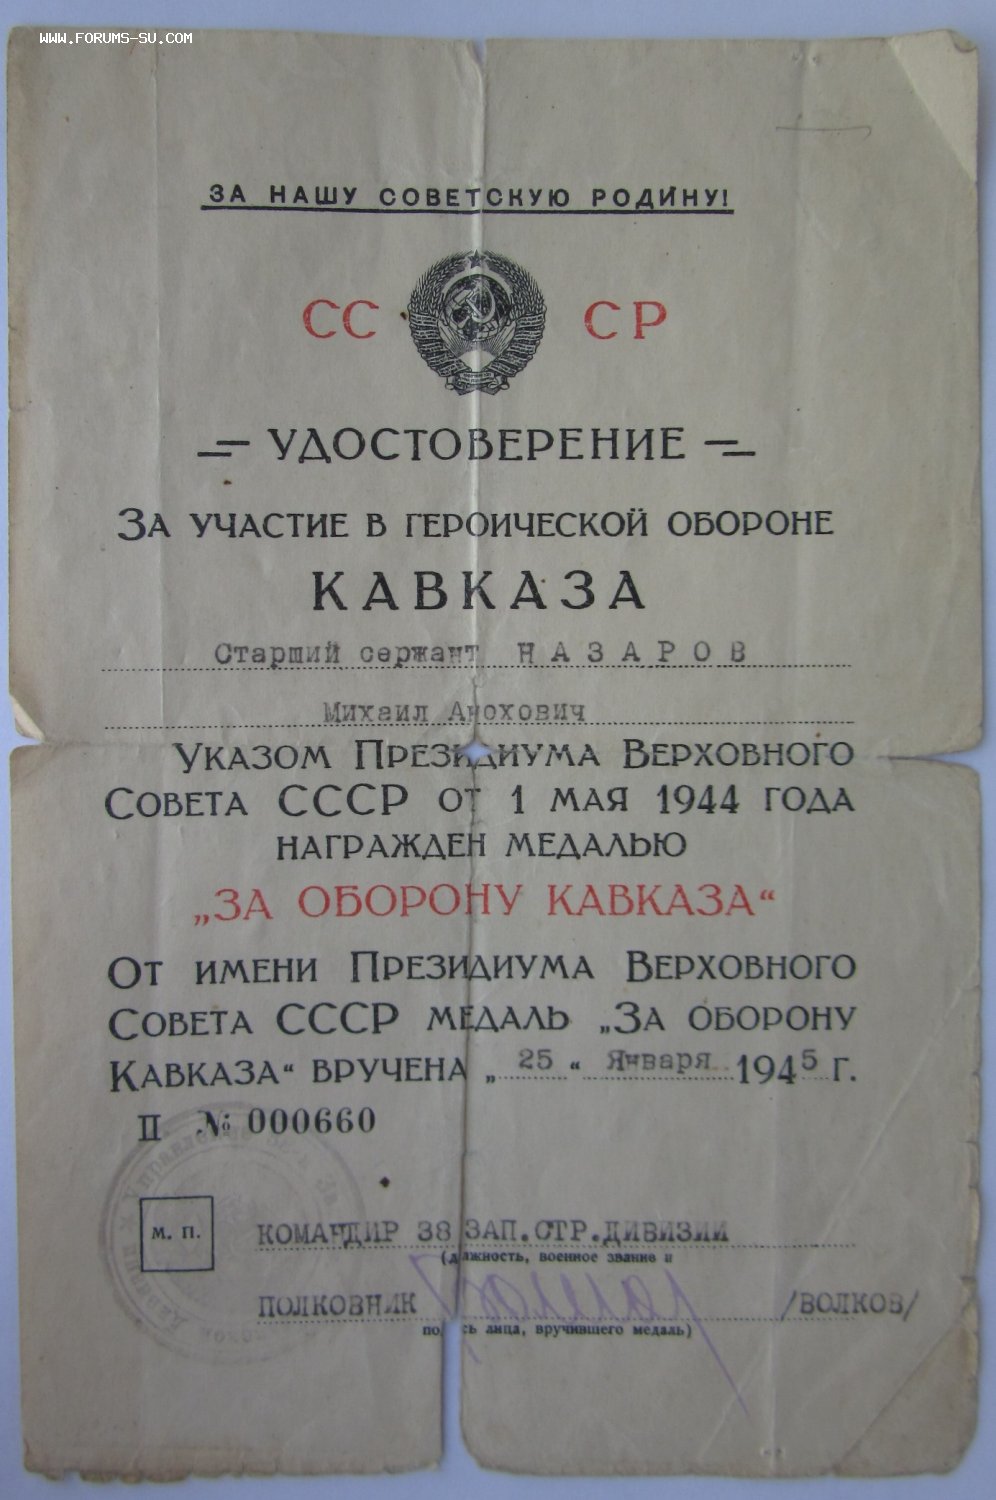 WWW.FORUMS-SU.COM
ЗА НАШУ СОВЕТСКУЮ РОДИНУ!
СС СР
УДОСТОВЕРЕНИЕ
ЗА УЧАСТИЕ В ГЕРОИЧЕСКОЙ ОБОРОНЕ
КАВКАЗА
Старший сержант НАЗАРОВ
Михаил Анохович
УКАЗОМ ПРЕЗИДИУМА ВЕРХОВНОГО
СОВЕТА СССР ОТ 1 МАЯ 1944 ГОДА
НАГРАЖДЕН МЕДАЛЬЮ
„ЗА ОБОРОНУ КАВКАЗА“
ОТ ИМЕНИ ПРЕЗИДИУМА ВЕРХОВНОГО
СОВЕТА СССР МЕДАЛЬ „ЗА ОБОРОНУ
КАВКАЗА“ ВРУЧЕНА „25“ Января 1945 Г.
II № 000660
М. П.
КОМАНДИР 38 ЗАП.СТР.ДИВИЗИИ
(должность, военное звание и
ПОЛКОВНИК /ВОЛКОВ/
подпись лица, вручившего медаль)